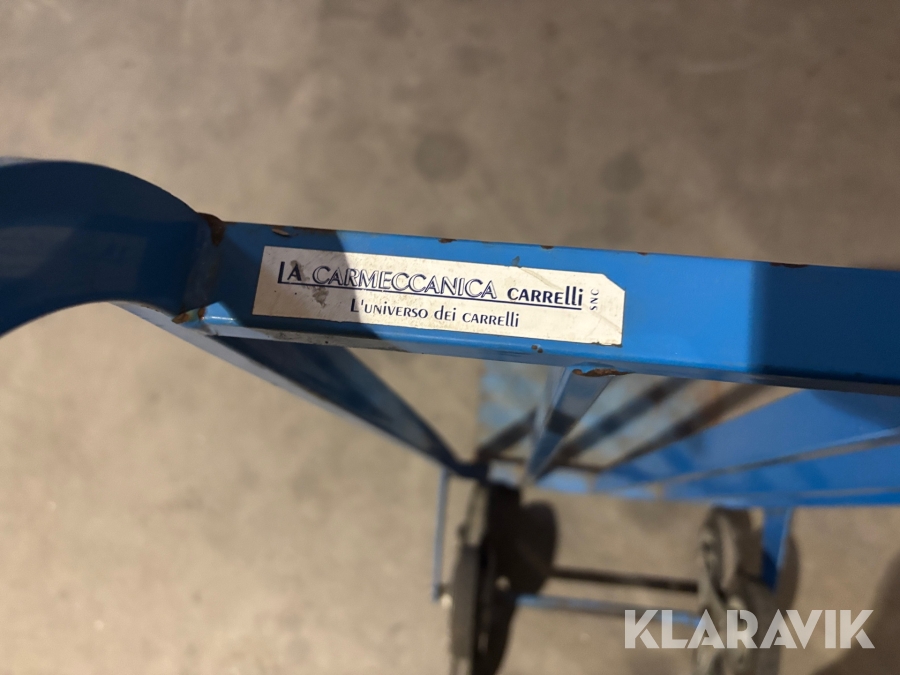 LA CARMECCANICA CARRELLI SNC
L'UNIVERSO DEI CARRELLI
KLARAVIK